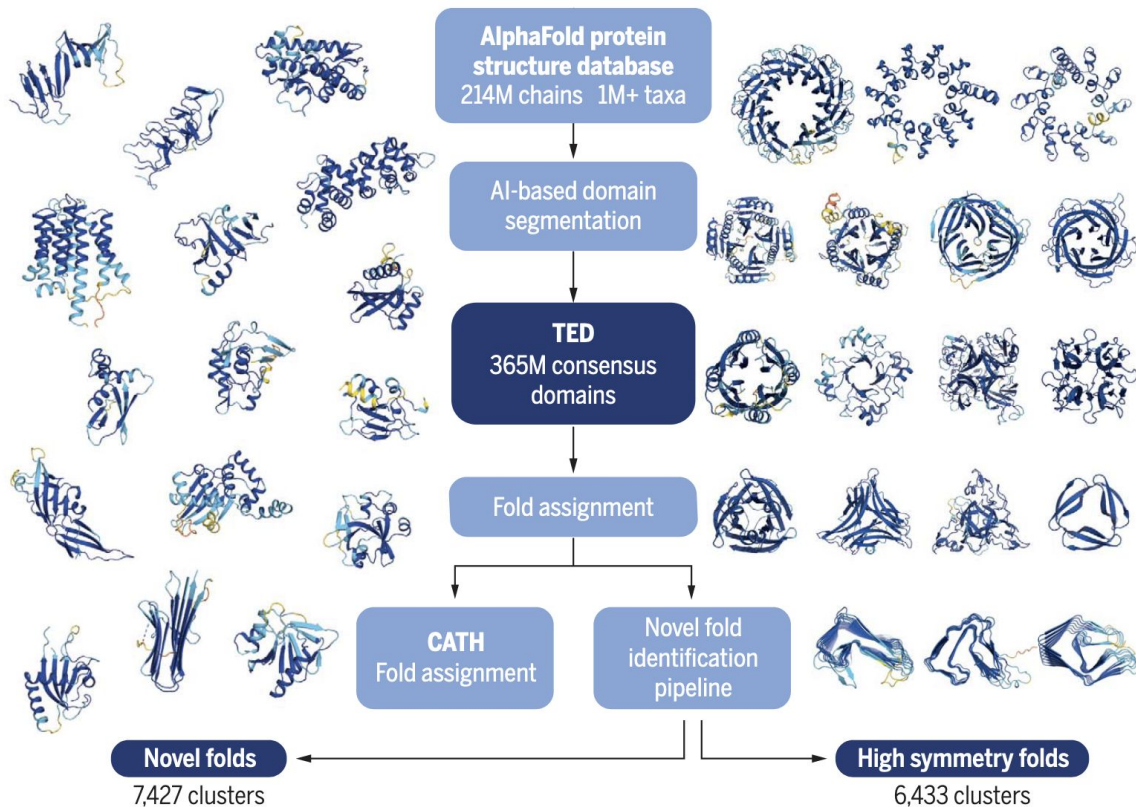 AlphaFold protein
structure database
214M chains 1M+ taxa
AI-based domain
segmentation
TED
365M consensus
domains
Fold assignment
CATH
Fold assignment
Novel fold
identification
pipeline
Novel folds
7,427 clusters
High symmetry folds
6,433 clusters